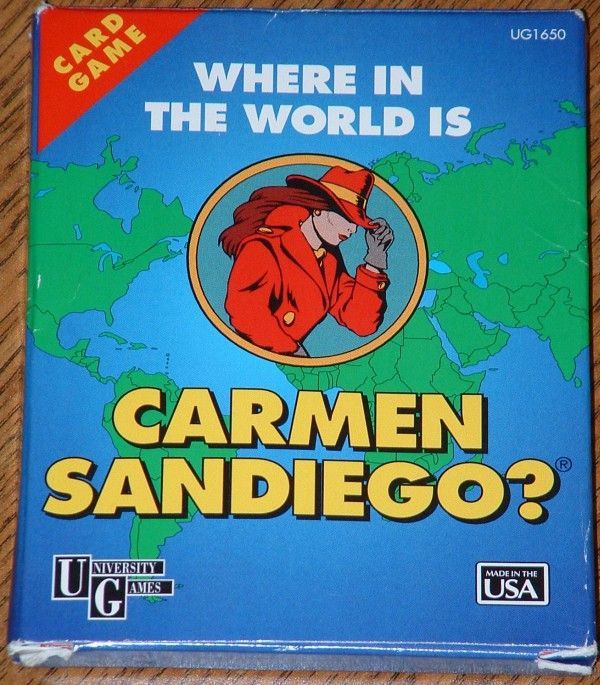 CARD
GAME
UG1650
WHERE IN
THE WORLD IS
CARMEN
SANDIEGO?®
UNIVERSITY
GAMES
MADE IN THE
USA